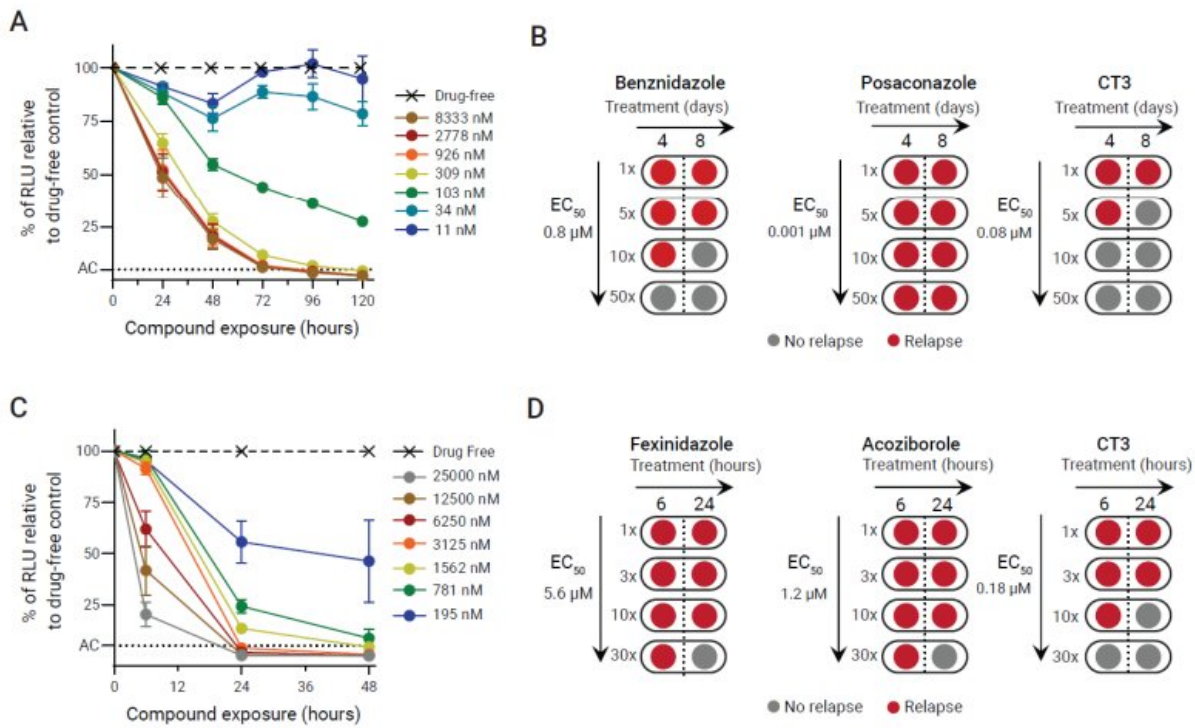 A
% of RLU relative
to drug-free control
100
75
50
25
AC
0
24
48
72
96
120
Compound exposure (hours)
Drug-free
8333 nM
2778 nM
926 nM
309 nM
103 nM
34 nM
11 nM
B
Benznidazole
Treatment (days)
4 8
EC50
0.8 µM
1x
5x
10x
50x
Posaconazole
Treatment (days)
4 8
EC50
0.001 µM
1x
5x
10x
50x
CT3
Treatment (days)
4 8
EC50
0.08 µM
1x
5x
10x
50x
No relapse
Relapse
C
% of RLU relative
to drug-free control
100
75
50
25
AC
0
12
24
36
48
Compound exposure (hours)
Drug Free
25000 nM
12500 nM
6250 nM
3125 nM
1562 nM
781 nM
195 nM
D
Fexinidazole
Treatment (hours)
6 24
EC50
5.6 µM
1x
3x
10x
30x
Acoziborole
Treatment (hours)
6 24
EC50
1.2 µM
1x
3x
10x
30x
CT3
Treatment (hours)
6 24
EC50
0.18 µM
1x
3x
10x
30x
No relapse
Relapse